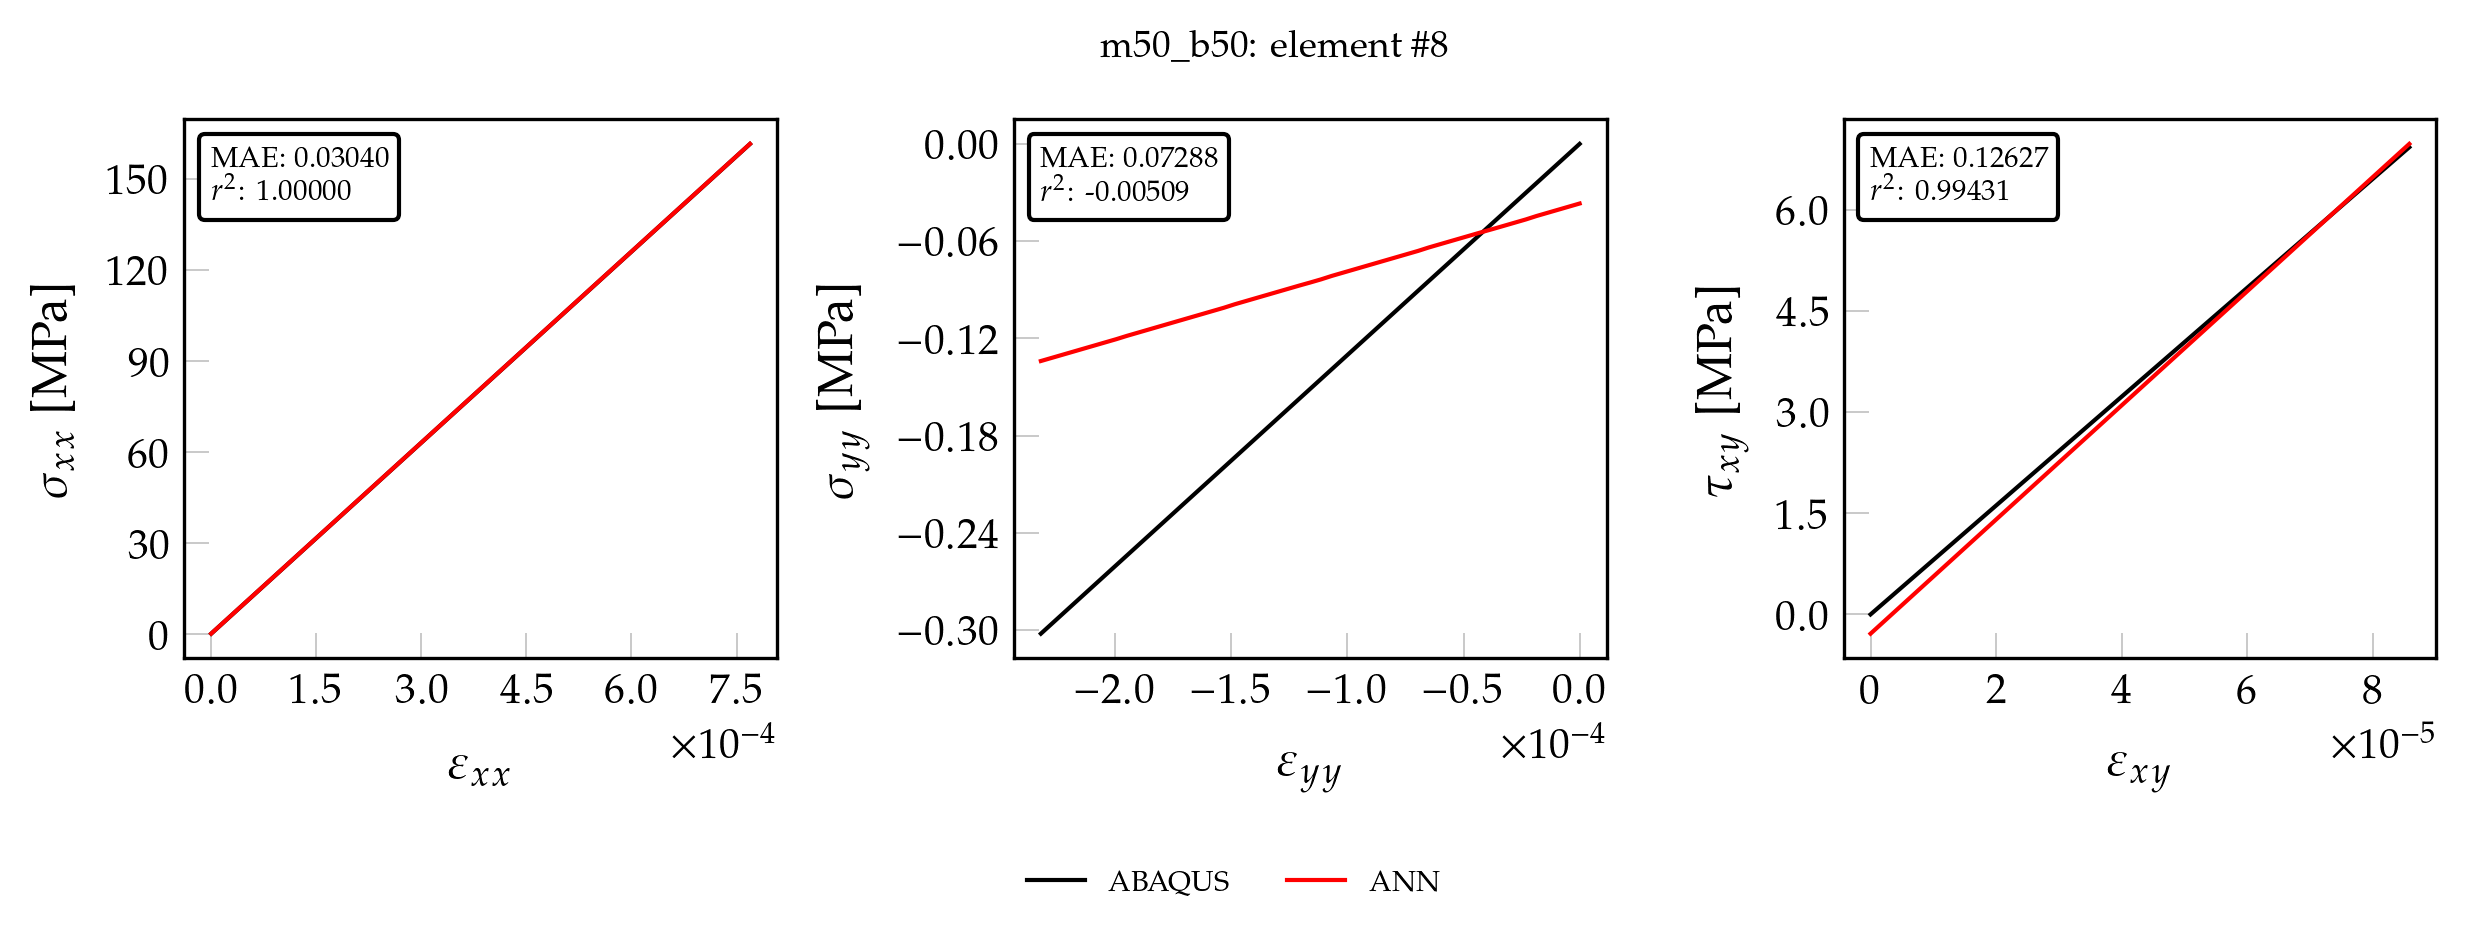 m50_b50: element #8
MAE: 0.03040
r²: 1.00000
150
120
90
60
30
0
σxx [MPa]
0.0 1.5 3.0 4.5 6.0 7.5
×10⁻⁴
εxx
MAE: 0.07288
r²: -0.00509
0.00
−0.06
−0.12
−0.18
−0.24
−0.30
σyy [MPa]
−2.0 −1.5 −1.0 −0.5 0.0
×10⁻⁴
εyy
MAE: 0.12627
r²: 0.99431
6.0
4.5
3.0
1.5
0.0
τxy [MPa]
0 2 4 6 8
×10⁻⁵
εxy
ABAQUS ANN